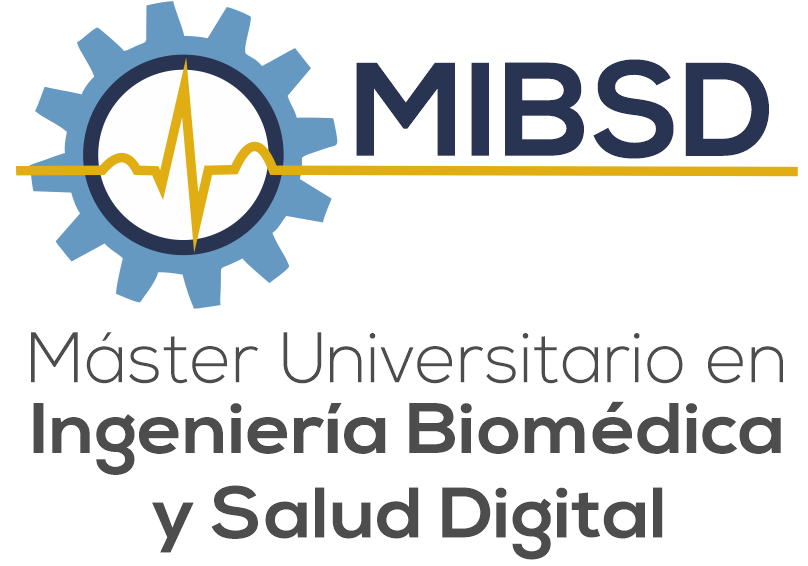 MIBSD
Máster Universitario en
Ingeniería Biomédica
y Salud Digital